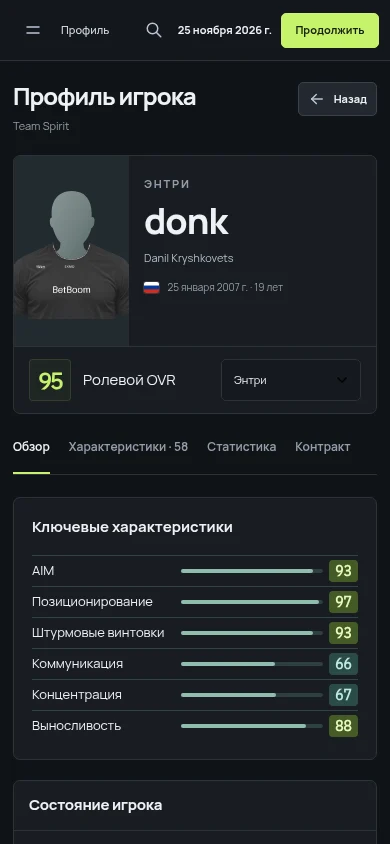 Профиль
25 ноября 2026 г.
Продолжить
Профиль игрока
Назад
Team Spirit
ЭНТРИ
donk
Danil Kryshkovets
25 января 2007 г. · 19 лет
BetBoom
95
Ролевой OVR
Энтри
Обзор
Характеристики · 58
Статистика
Контракт
Ключевые характеристики
AIM
93
Позиционирование
97
Штурмовые винтовки
93
Коммуникация
66
Концентрация
67
Выносливость
88
Состояние игрока